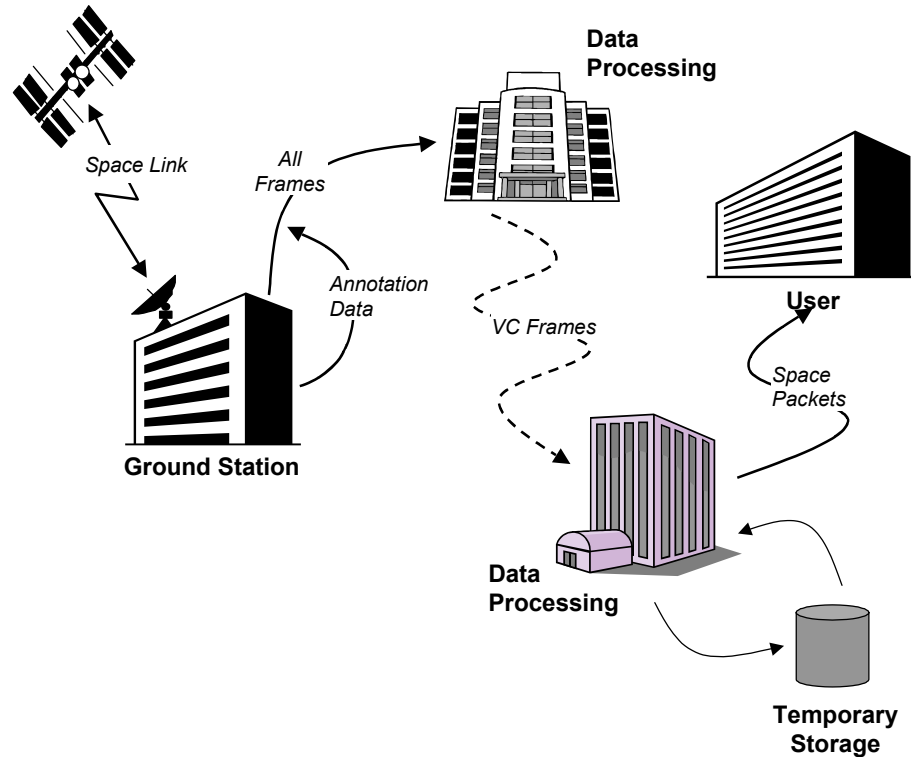 Data
Processing
Space Link
All
Frames
Annotation
Data
User
VC Frames
Space
Packets
Ground Station
Data
Processing
Temporary
Storage